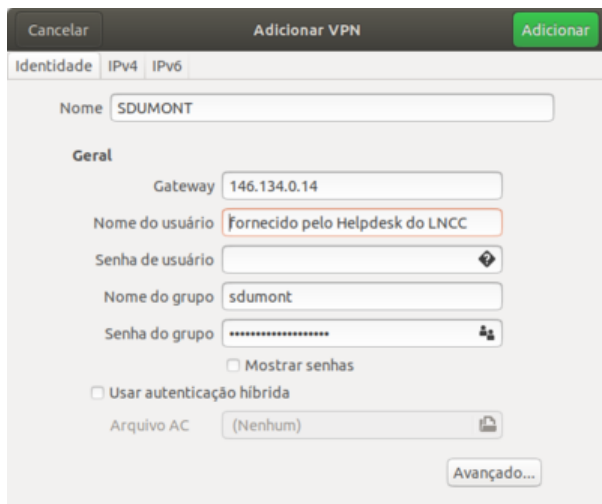 Cancelar Adicionar VPN Adicionar
Identidade IPv4 IPv6
Nome SDUMONT
Geral
Gateway 146.134.0.14
Nome do usuário Fornecido pelo Helpdesk do LNCC
Senha de usuário
Nome do grupo sdumont
Senha do grupo •••••••••••••••••••
Mostrar senhas
Usar autenticação híbrida
Arquivo AC (Nenhum)
Avançado...